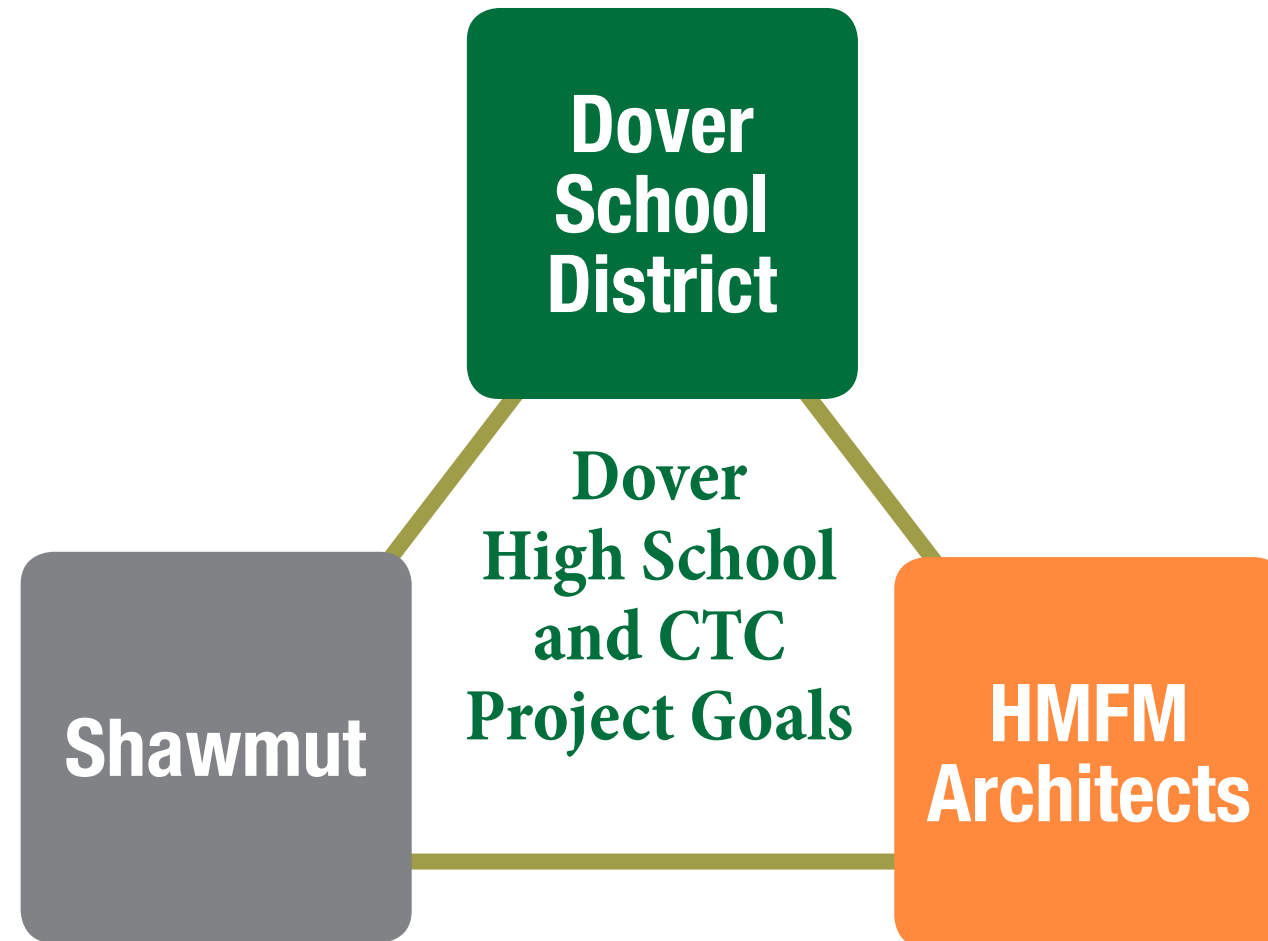 Dover
School
District
Dover
High School
and CTC
Project Goals
Shawmut
HMFM
Architects